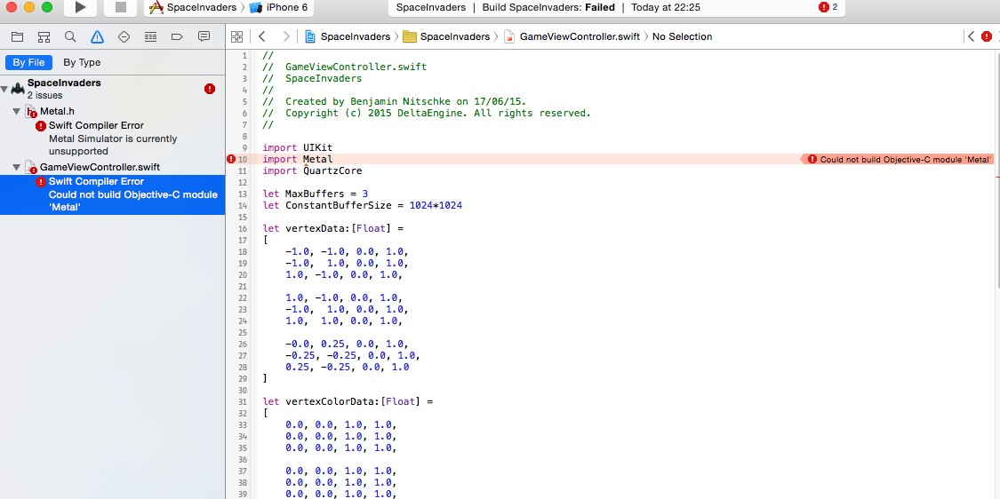 SpaceInvaders iPhone 6
SpaceInvaders | Build SpaceInvaders: Failed | Today at 22:25 2
SpaceInvaders SpaceInvaders GameViewController.swift No Selection
By File By Type
SpaceInvaders
2 issues
Metal.h
Swift Compiler Error
Metal Simulator is currently
unsupported
GameViewController.swift
Swift Compiler Error
Could not build Objective-C module
'Metal'
1 //
2 // GameViewController.swift
3 // SpaceInvaders
4 //
5 // Created by Benjamin Nitschke on 17/06/15.
6 // Copyright (c) 2015 DeltaEngine. All rights reserved.
7 //
8
9 import UIKit
10 import Metal Could not build Objective-C module 'Metal'
11 import QuartzCore
12
13 let MaxBuffers = 3
14 let ConstantBufferSize = 1024*1024
15
16 let vertexData:[Float] =
17 [
18 -1.0, -1.0, 0.0, 1.0,
19 -1.0, 1.0, 0.0, 1.0,
20 1.0, -1.0, 0.0, 1.0,
21
22 1.0, -1.0, 0.0, 1.0,
23 -1.0, 1.0, 0.0, 1.0,
24 1.0, 1.0, 0.0, 1.0,
25
26 -0.0, 0.25, 0.0, 1.0,
27 -0.25, -0.25, 0.0, 1.0,
28 0.25, -0.25, 0.0, 1.0
29 ]
30
31 let vertexColorData:[Float] =
32 [
33 0.0, 0.0, 1.0, 1.0,
34 0.0, 0.0, 1.0, 1.0,
35 0.0, 0.0, 1.0, 1.0,
36
37 0.0, 0.0, 1.0, 1.0,
38 0.0, 0.0, 1.0, 1.0,
39 0.0, 0.0, 1.0, 1.0,